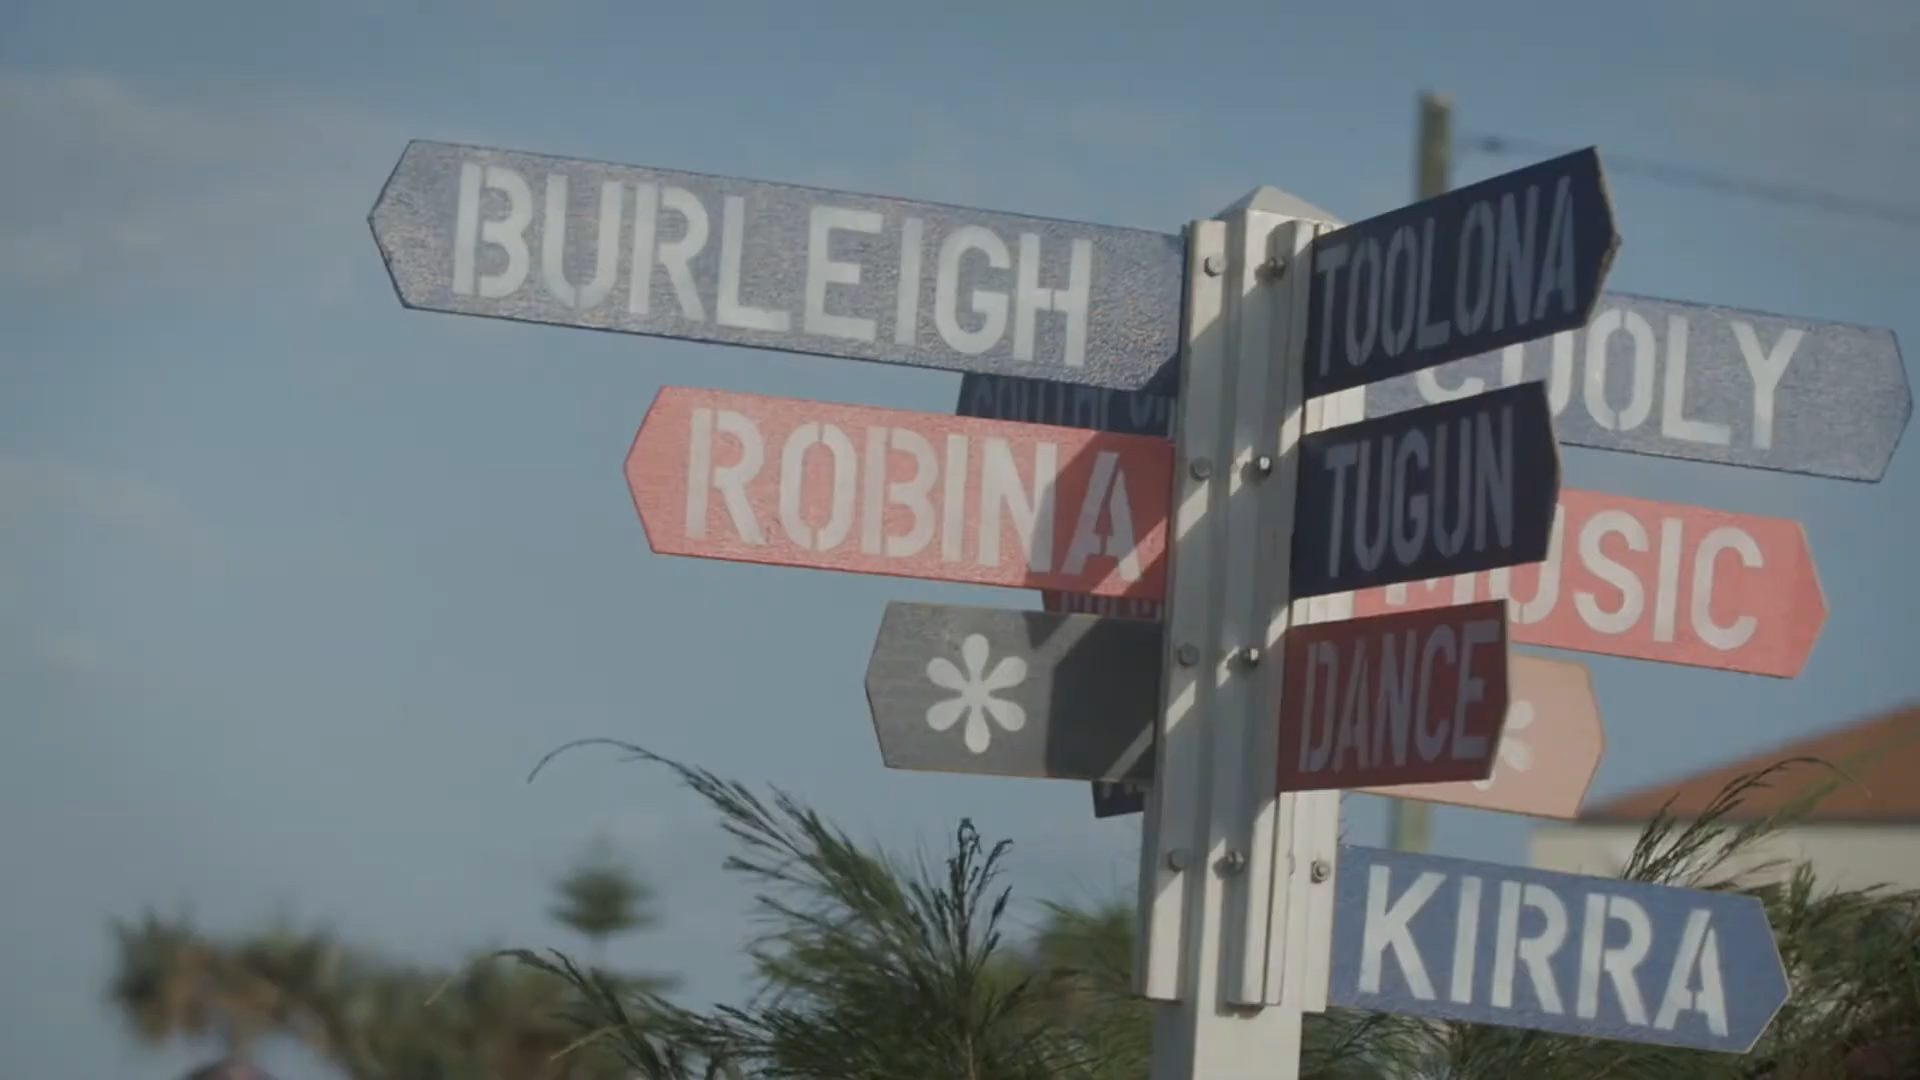 BURLEIGH
TOOLONA
COOLY
ROBINA
TUGUN
MUSIC
DANCE
KIRRA